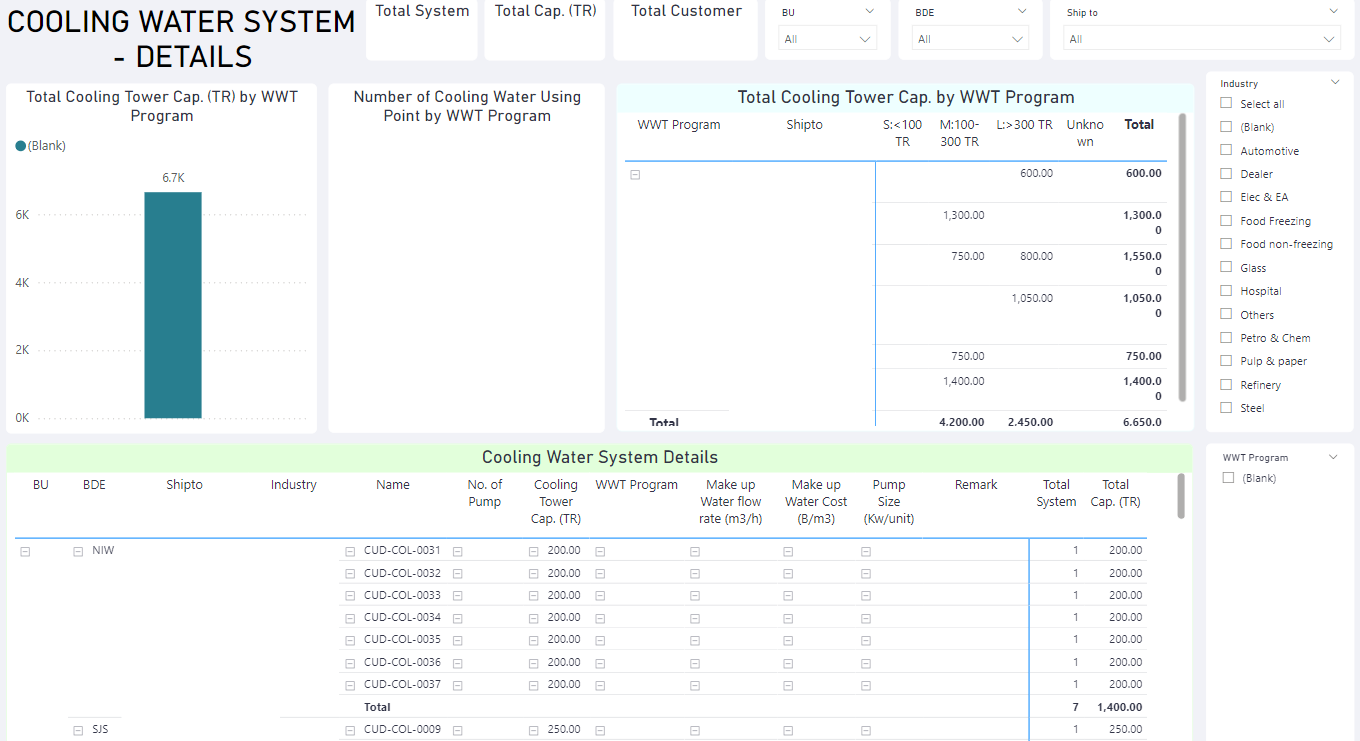 COOLING WATER SYSTEM
- DETAILS
Total System
Total Cap. (TR)
Total Customer
BU
All
BDE
All
Ship to
All
Total Cooling Tower Cap. (TR) by WWT
Program
(Blank)
6.7K
6K
4K
2K
0K
Number of Cooling Water Using
Point by WWT Program
Total Cooling Tower Cap. by WWT Program
WWT Program Shipto S:<100 M:100- L:>300 TR Unkno Total
TR 300 TR wn
600.00 600.00
1,300.00 1,300.0
0
750.00 800.00 1,550.0
0
1,050.00 1,050.0
0
750.00 750.00
1,400.00 1,400.0
0
Total 4,200.00 2,450.00 6,650.0
Industry
Select all
(Blank)
Automotive
Dealer
Elec & EA
Food Freezing
Food non-freezing
Glass
Hospital
Others
Petro & Chem
Pulp & paper
Refinery
Steel
Cooling Water System Details
BU BDE Shipto Industry Name No. of Cooling WWT Program Make up Make up Pump Remark Total Total
Pump Tower Water flow Water Cost Size System Cap. (TR)
Cap. (TR) rate (m3/h) (B/m3) (Kw/unit)
NIW CUD-COL-0031 200.00 1 200.00
CUD-COL-0032 200.00 1 200.00
CUD-COL-0033 200.00 1 200.00
CUD-COL-0034 200.00 1 200.00
CUD-COL-0035 200.00 1 200.00
CUD-COL-0036 200.00 1 200.00
CUD-COL-0037 200.00 1 200.00
Total 7 1,400.00
SJS CUD-COL-0009 250.00 1 250.00
WWT Program
(Blank)